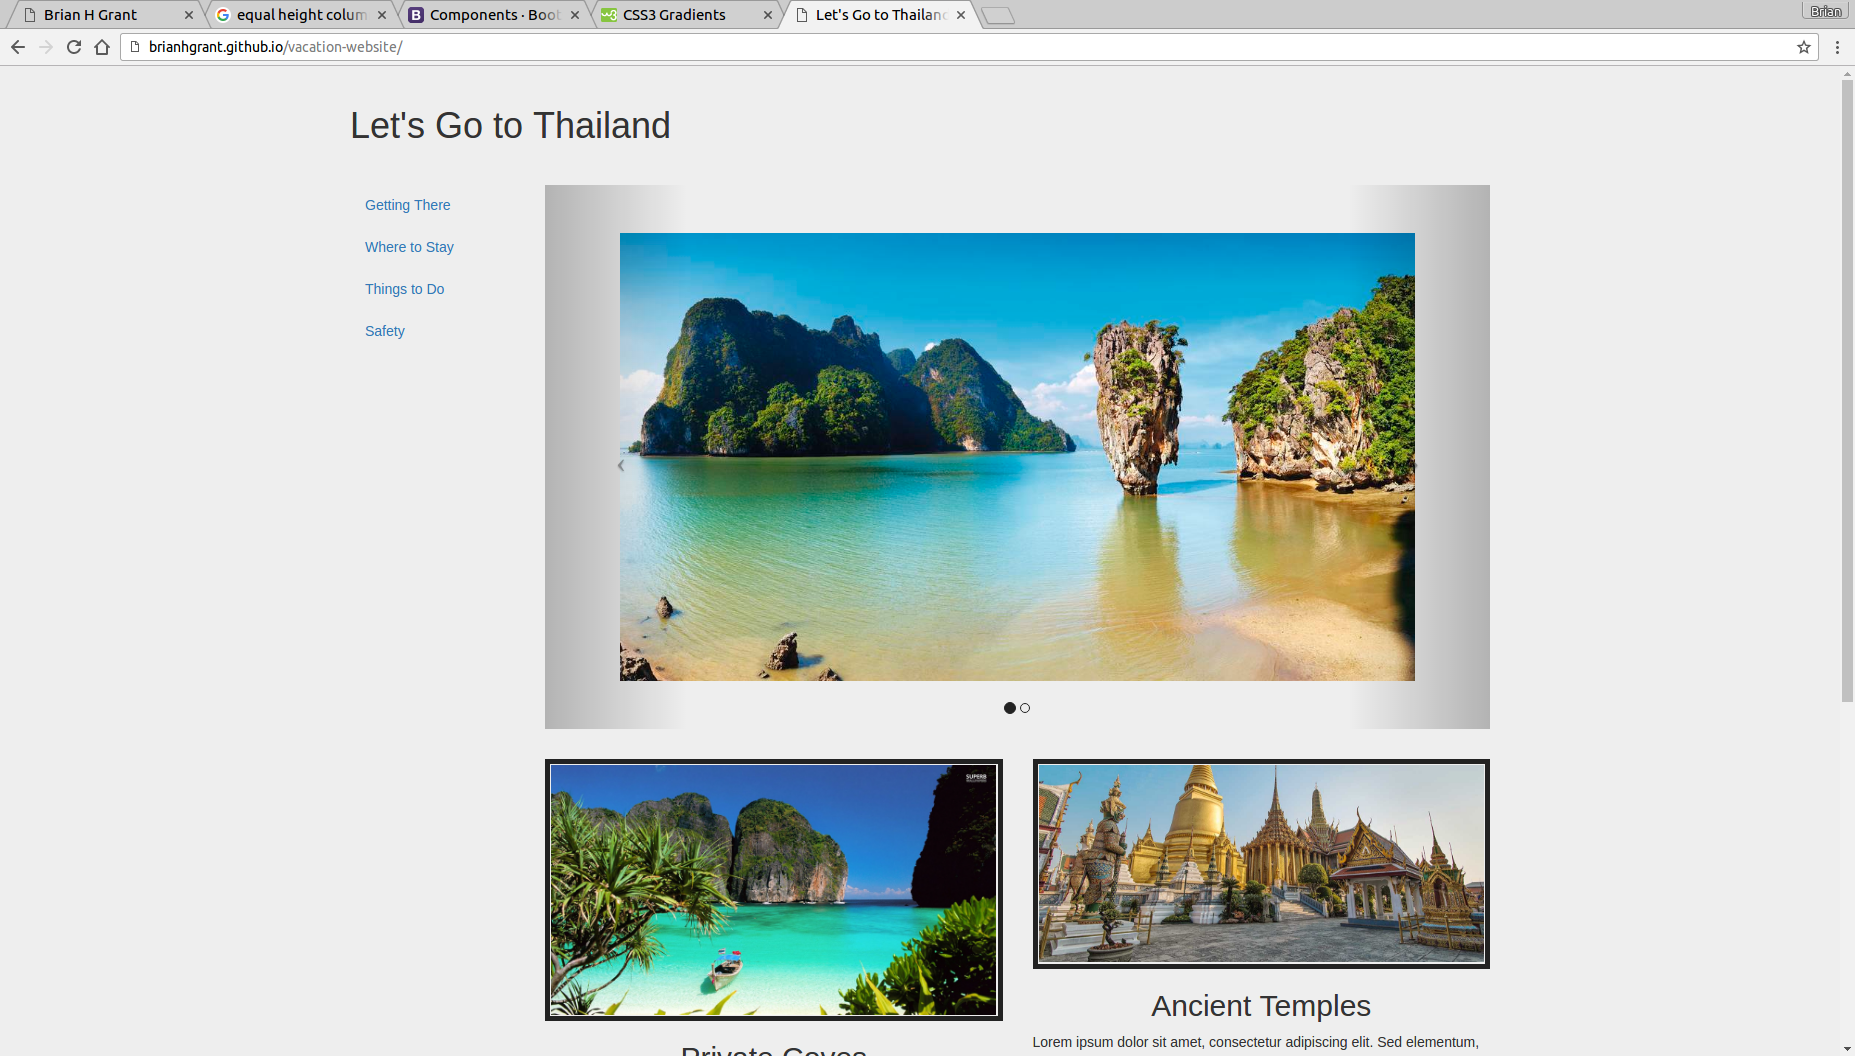 Brian H Grant
equal height colum
Components · Boot
CSS3 Gradients
Let's Go to Thailand
Brian
brianhgrant.github.io/vacation-website/
Let's Go to Thailand
Getting There
Where to Stay
Things to Do
Safety
SUPERB
Ancient Temples
Lorem ipsum dolor sit amet, consectetur adipiscing elit. Sed elementum,
Private Coves